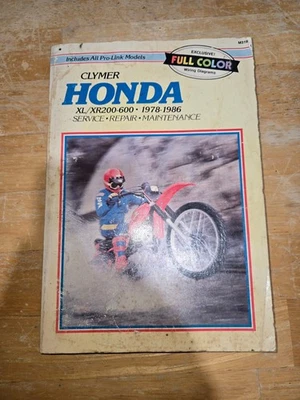 M318
Includes All Pro-Link Models
EXCLUSIVE!
FULL COLOR
Wiring Diagrams
CLYMER
HONDA
XL/XR200-600 • 1978-1986
SERVICE • REPAIR • MAINTENANCE